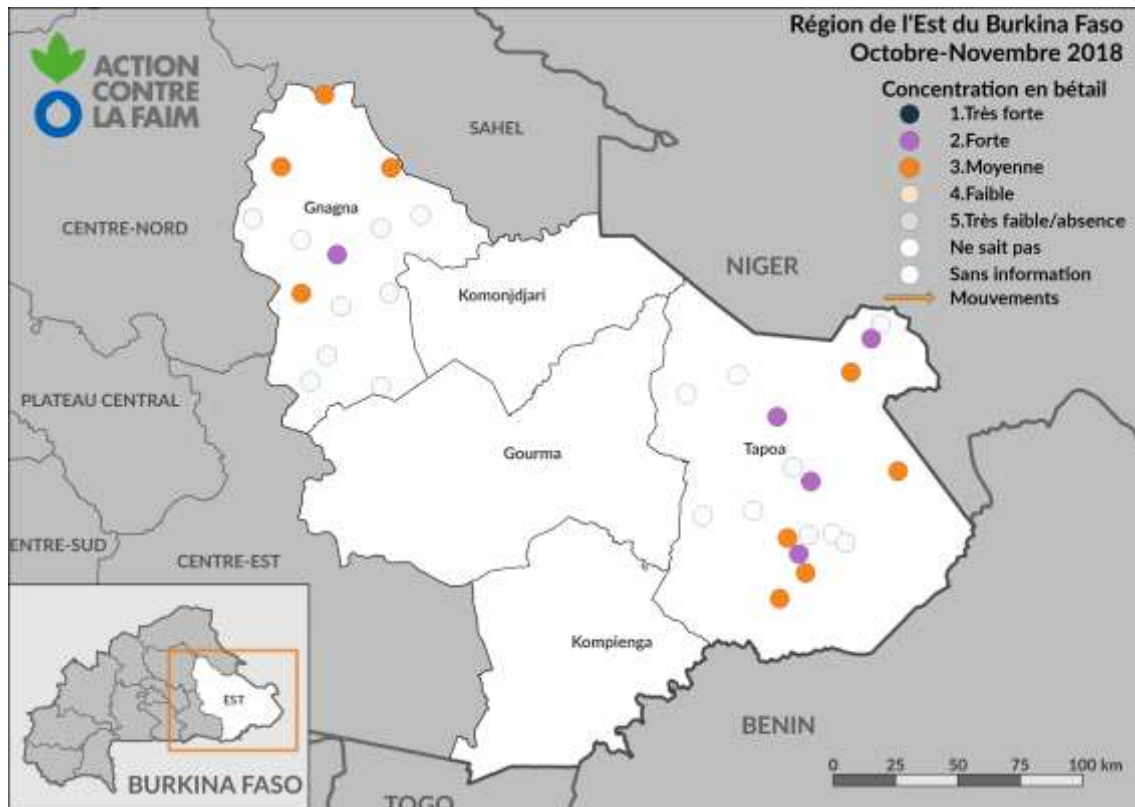 Région de l'Est du Burkina Faso
Octobre-Novembre 2018
ACTION
CONTRE
LA FAIM
Concentration en bétail
1.Très forte
2.Forte
3.Moyenne
4.Faible
5.Très faible/absence
Ne sait pas
Sans information
Mouvements
SAHEL
Gnagna
CENTRE-NORD
NIGER
Komonjdjari
PLATEAU CENTRAL
Gourma
Tapoa
ENTRE-SUD
CENTRE-EST
Kompienga
EST
BENIN
BURKINA FASO
TOGO
0 25 50 75 100 km